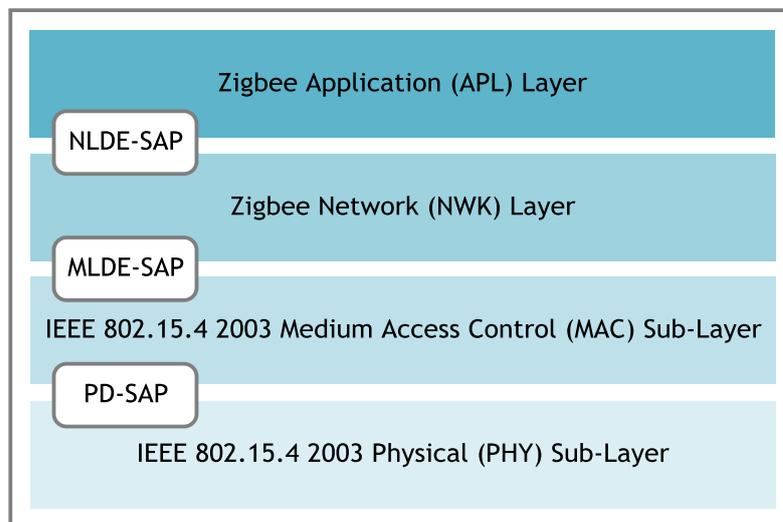 Zigbee Application (APL) Layer
NLDE-SAP
Zigbee Network (NWK) Layer
MLDE-SAP
IEEE 802.15.4 2003 Medium Access Control (MAC) Sub-Layer
PD-SAP
IEEE 802.15.4 2003 Physical (PHY) Sub-Layer